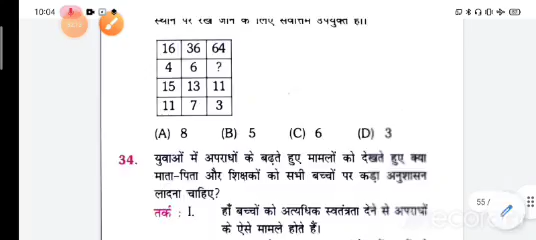 10:04
स्थान पर रखे जाने के लिए सर्वोत्तम उपयुक्त हो।
16 36 64
4 6 ?
15 13 11
11 7 3
(A) 8 (B) 5 (C) 6 (D) 3
34. युवाओं में अपराधों के बढ़ते हुए मामलों को देखते हुए क्या
माता-पिता और शिक्षकों को सभी बच्चों पर कड़ा अनुशासन
लादना चाहिए?
तर्क : I. हाँ बच्चों को अत्यधिक स्वतंत्रता देने से अपराधों
के ऐसे मामले होते हैं।
55 /